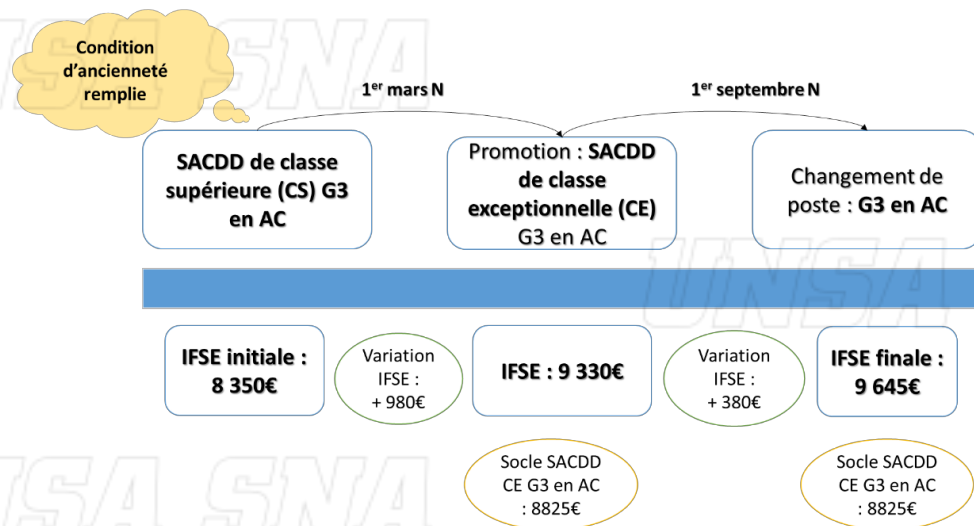 Condition
d'ancienneté
remplie
1er mars N
1er septembre N
SACDD de classe
supérieure (CS) G3
en AC
Promotion : SACDD
de classe
exceptionnelle (CE)
G3 en AC
Changement de
poste : G3 en AC
IFSE initiale :
8 350€
Variation
IFSE :
+ 980€
IFSE : 9 330€
Variation
IFSE :
+ 380€
IFSE finale :
9 645€
Socle SACDD
CE G3 en AC
: 8825€
Socle SACDD
CE G3 en AC
: 8825€
UNSA SNA
UNSA
UNSA SNA